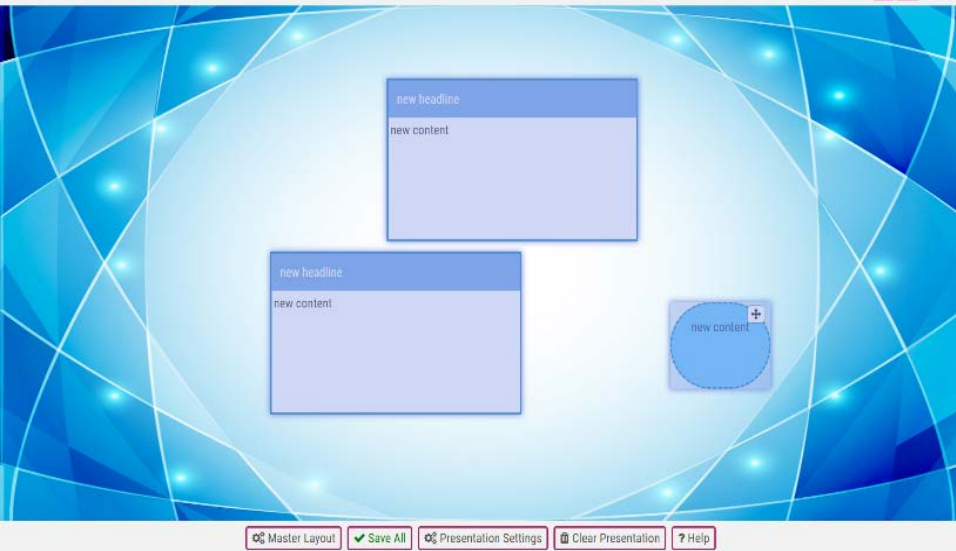 new headline
new content
new headline
new content
new content
Master Layout
Save All
Presentation Settings
Clear Presentation
? Help